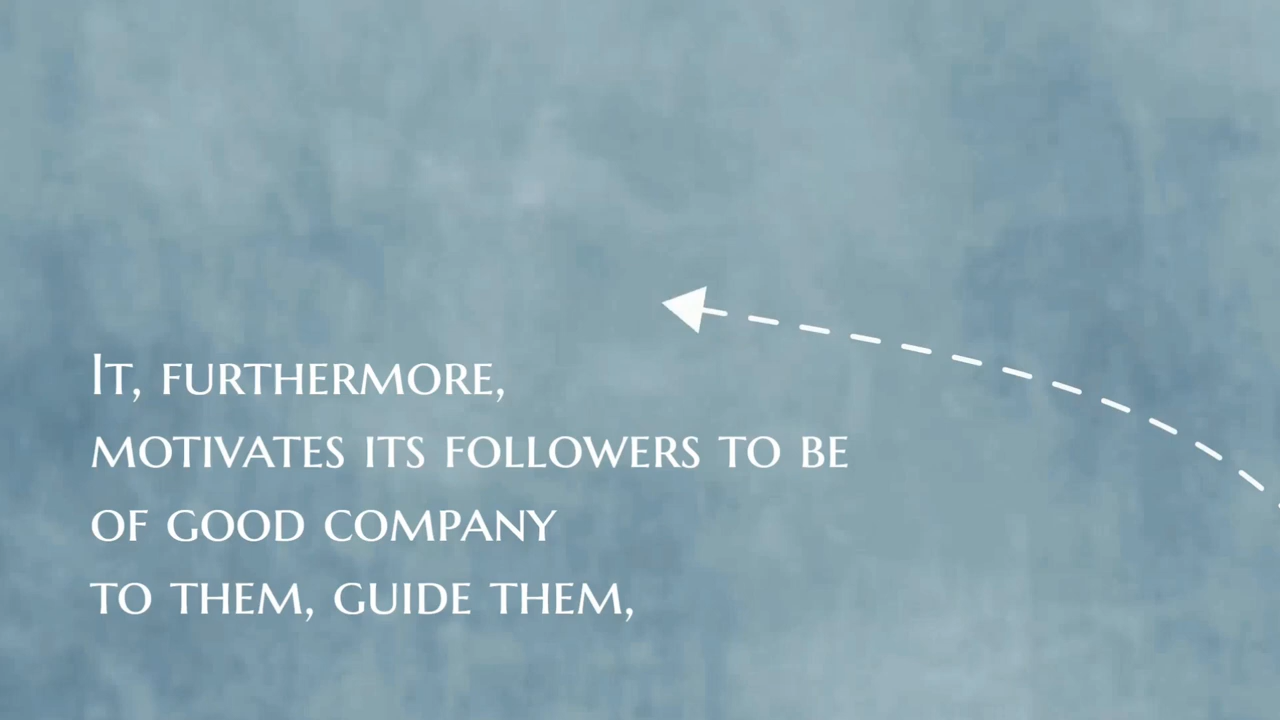 It, furthermore,
motivates its followers to be
of good company
to them, guide them,